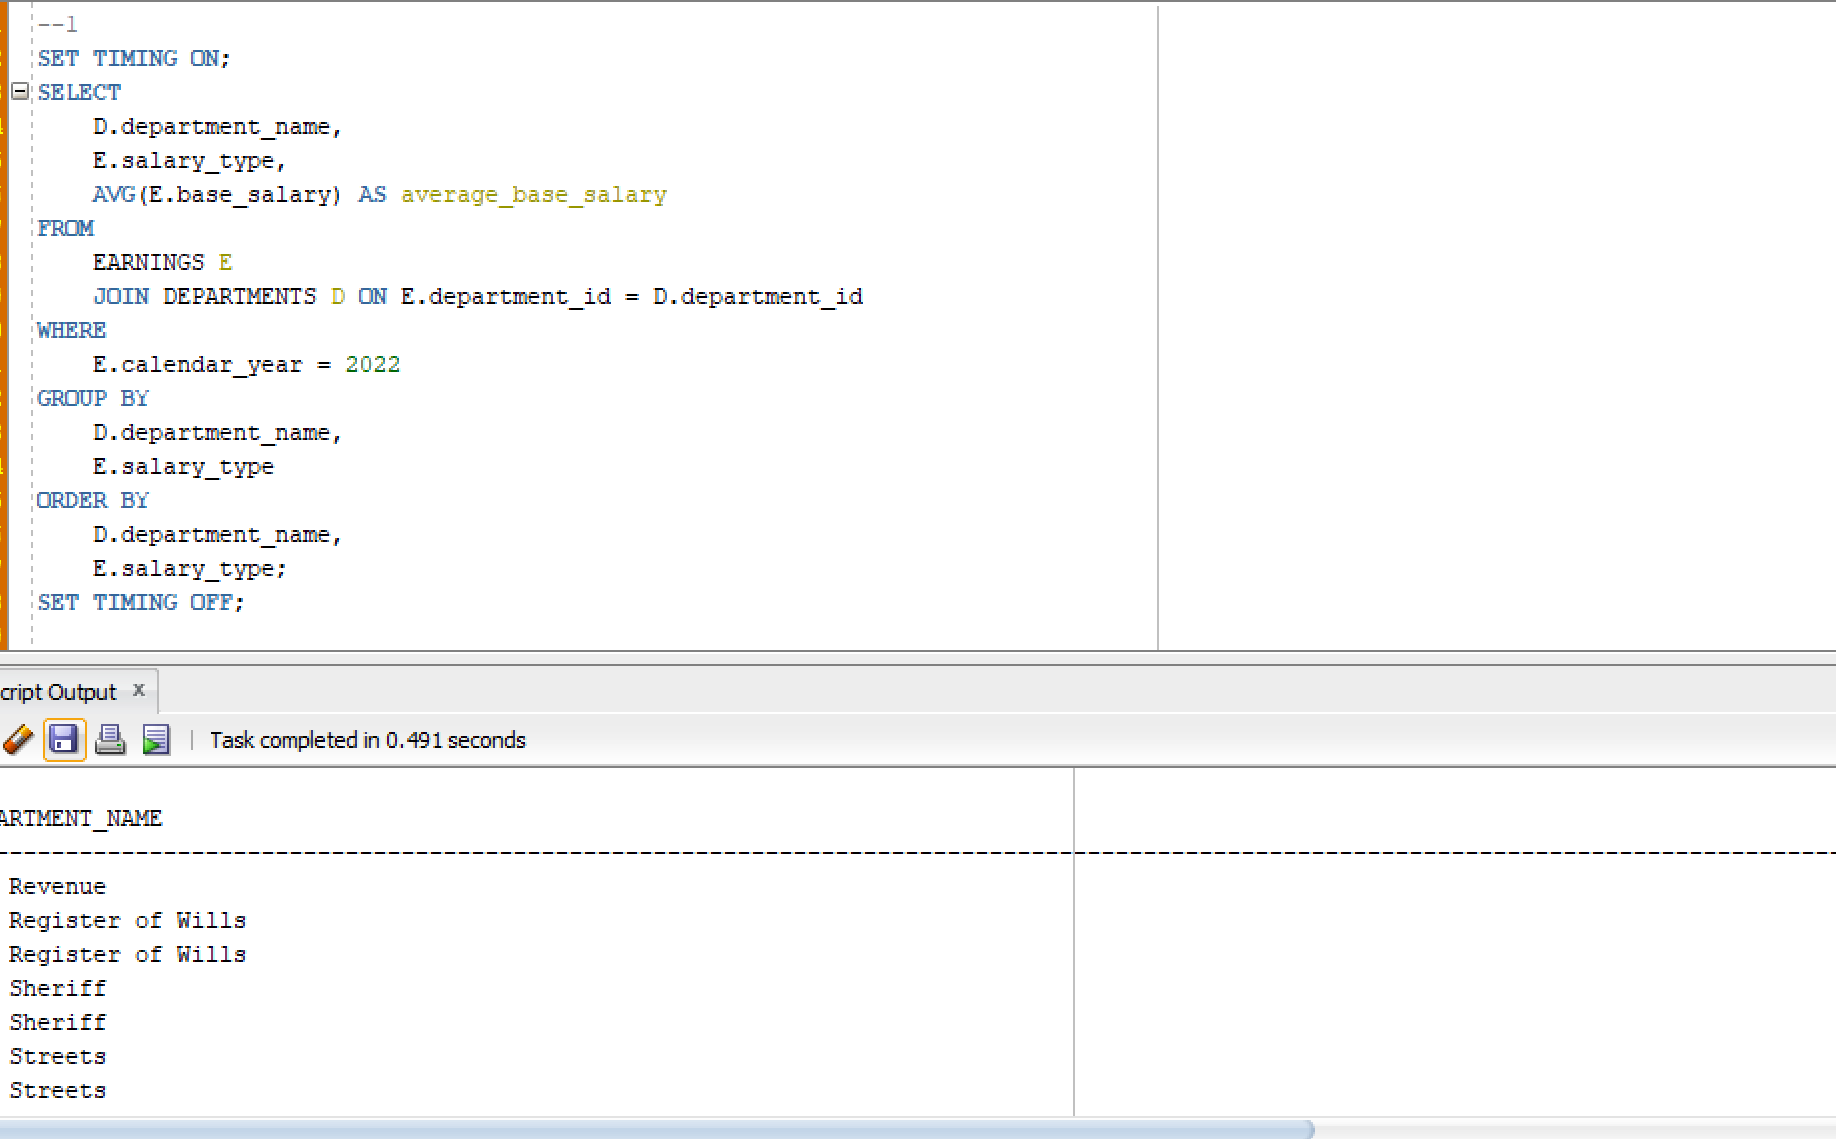 --1
SET TIMING ON;
SELECT
D.department_name,
E.salary_type,
AVG(E.base_salary) AS average_base_salary
FROM
EARNINGS E
JOIN DEPARTMENTS D ON E.department_id = D.department_id
WHERE
E.calendar_year = 2022
GROUP BY
D.department_name,
E.salary_type
ORDER BY
D.department_name,
E.salary_type;
SET TIMING OFF;
cript Output x
Task completed in 0.491 seconds
ARTMENT_NAME
Revenue
Register of Wills
Register of Wills
Sheriff
Sheriff
Streets
Streets